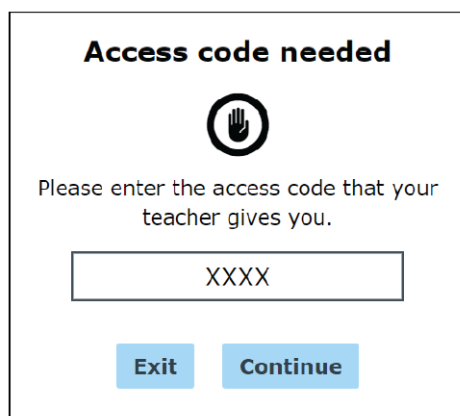 Access code needed
Please enter the access code that your
teacher gives you.
XXXX
Exit
Continue